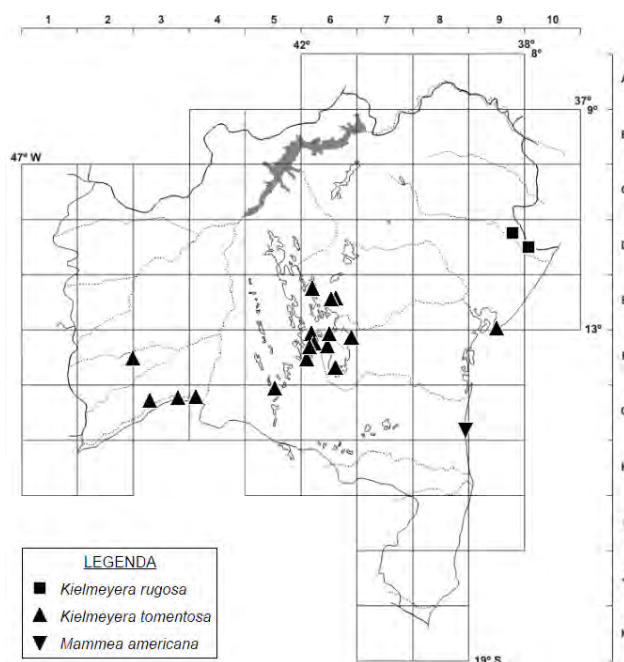 1 2 3 4 5 6 7 8 9 10
42º 38º
8º
A
37º
9º
47º W
C
13º
G
LEGENDA
Kielmeyera rugosa
Kielmeyera tomentosa
Mammea americana
19º S